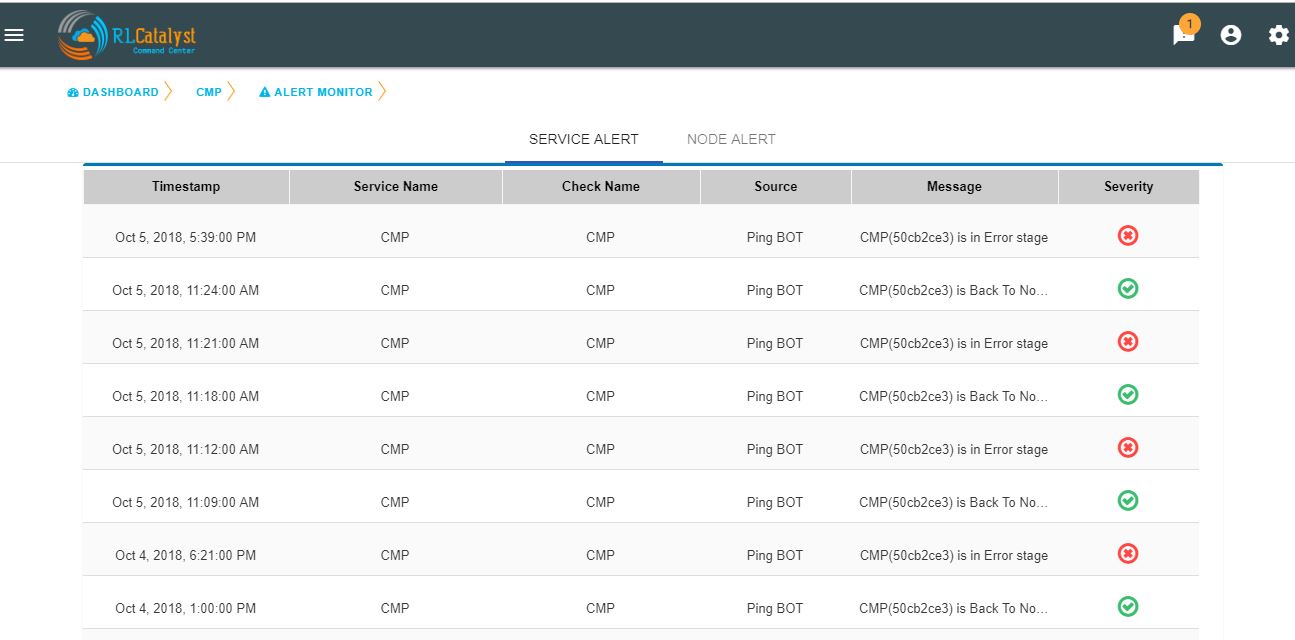 1
RLCatalyst
Command Center
DASHBOARD CMP ALERT MONITOR
SERVICE ALERT NODE ALERT
Timestamp Service Name Check Name Source Message Severity
Oct 5, 2018, 5:39:00 PM CMP CMP Ping BOT CMP(50cb2ce3) is in Error stage
Oct 5, 2018, 11:24:00 AM CMP CMP Ping BOT CMP(50cb2ce3) is Back To No...
Oct 5, 2018, 11:21:00 AM CMP CMP Ping BOT CMP(50cb2ce3) is in Error stage
Oct 5, 2018, 11:18:00 AM CMP CMP Ping BOT CMP(50cb2ce3) is Back To No...
Oct 5, 2018, 11:12:00 AM CMP CMP Ping BOT CMP(50cb2ce3) is in Error stage
Oct 5, 2018, 11:09:00 AM CMP CMP Ping BOT CMP(50cb2ce3) is Back To No...
Oct 4, 2018, 6:21:00 PM CMP CMP Ping BOT CMP(50cb2ce3) is in Error stage
Oct 4, 2018, 1:00:00 PM CMP CMP Ping BOT CMP(50cb2ce3) is Back To No...